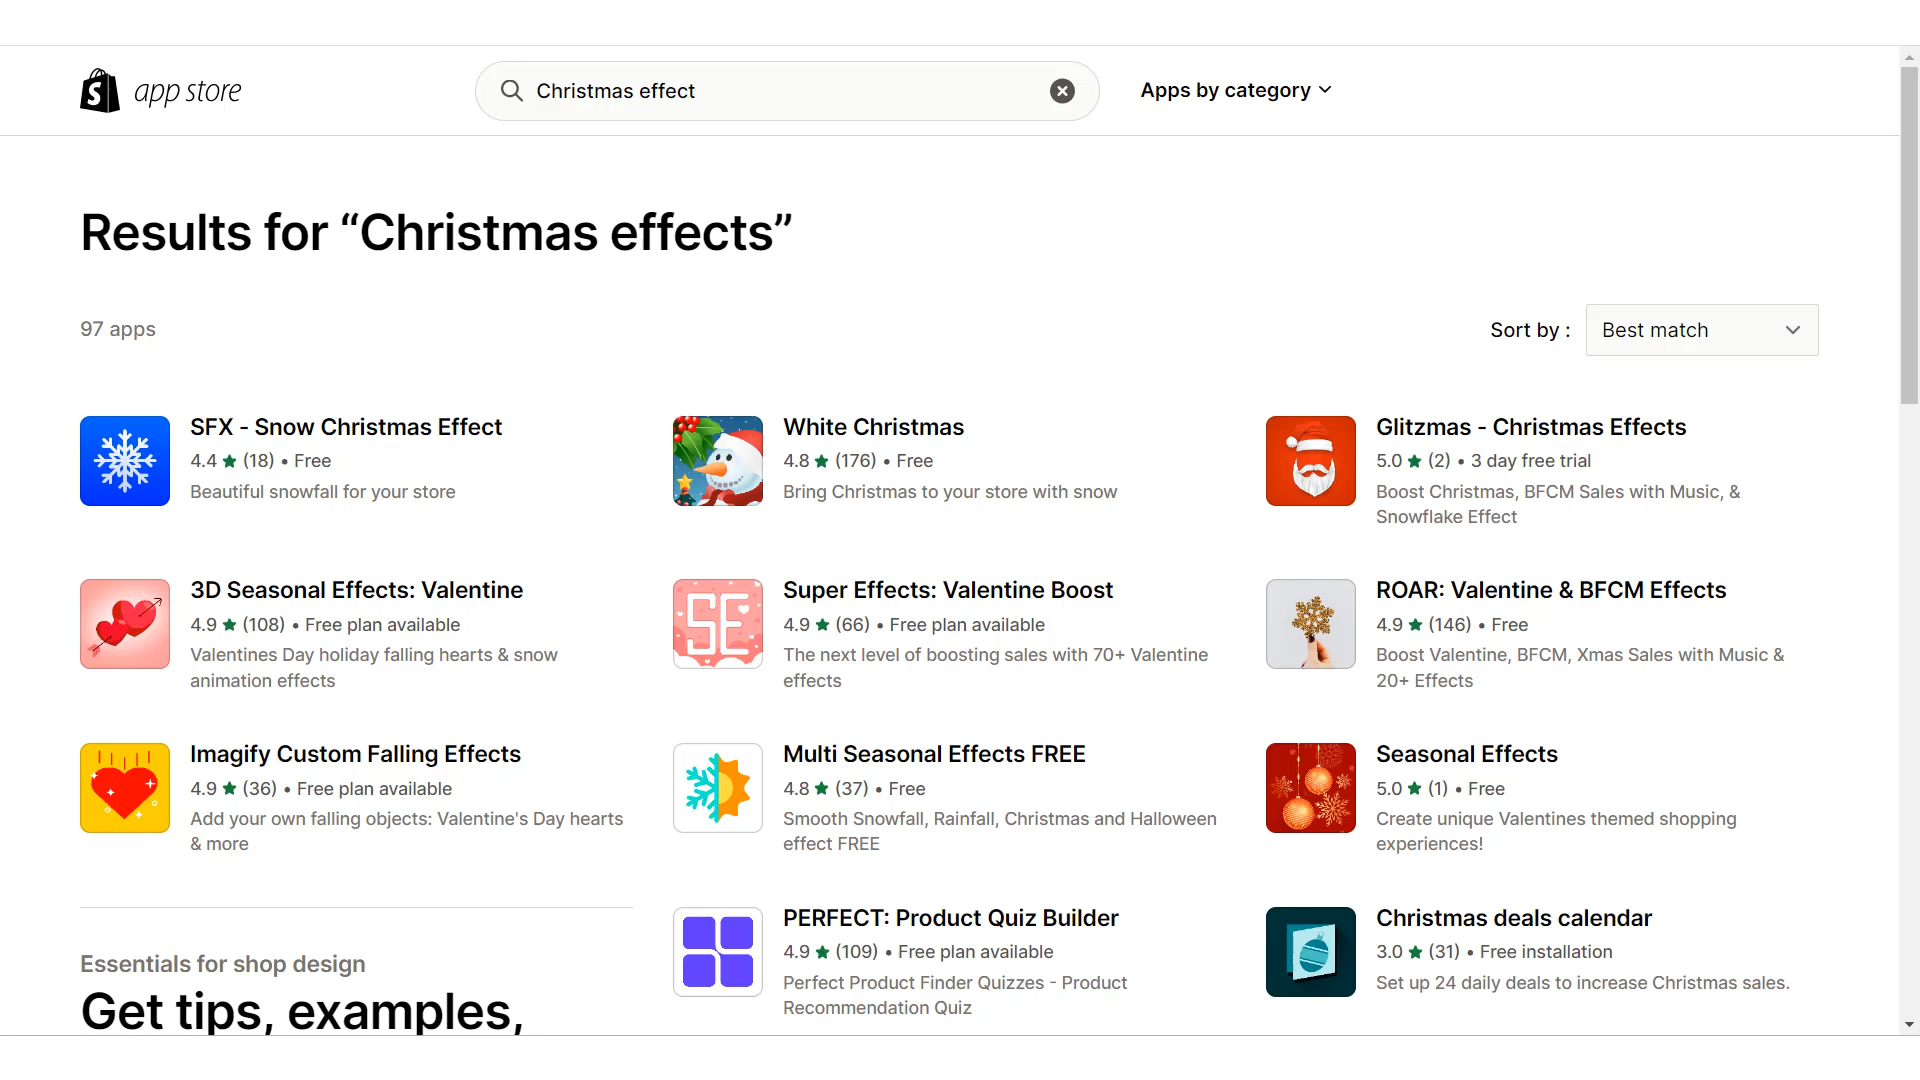 S app store
Christmas effect
Apps by category
Results for “Christmas effects”
97 apps
Sort by :
Best match
SFX - Snow Christmas Effect
4.4 ★ (18) • Free
Beautiful snowfall for your store
White Christmas
4.8 ★ (176) • Free
Bring Christmas to your store with snow
Glitzmas - Christmas Effects
5.0 ★ (2) • 3 day free trial
Boost Christmas, BFCM Sales with Music, &
Snowflake Effect
3D Seasonal Effects: Valentine
4.9 ★ (108) • Free plan available
Valentines Day holiday falling hearts & snow
animation effects
SE
Super Effects: Valentine Boost
4.9 ★ (66) • Free plan available
The next level of boosting sales with 70+ Valentine
effects
ROAR: Valentine & BFCM Effects
4.9 ★ (146) • Free
Boost Valentine, BFCM, Xmas Sales with Music &
20+ Effects
Imagify Custom Falling Effects
4.9 ★ (36) • Free plan available
Add your own falling objects: Valentine's Day hearts
& more
Multi Seasonal Effects FREE
4.8 ★ (37) • Free
Smooth Snowfall, Rainfall, Christmas and Halloween
effect FREE
Seasonal Effects
5.0 ★ (1) • Free
Create unique Valentines themed shopping
experiences!
Essentials for shop design
Get tips, examples,
PERFECT: Product Quiz Builder
4.9 ★ (109) • Free plan available
Perfect Product Finder Quizzes - Product
Recommendation Quiz
Christmas deals calendar
3.0 ★ (31) • Free installation
Set up 24 daily deals to increase Christmas sales.